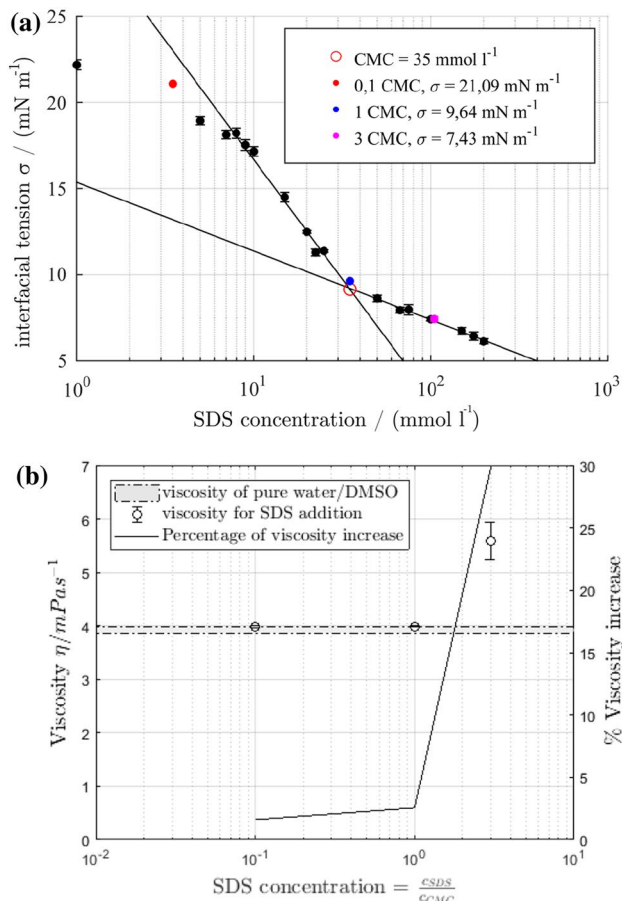 (a)
25
20
15
10
5
interfacial tension σ / (mN m⁻¹)
CMC = 35 mmol l⁻¹
0,1 CMC, σ = 21,09 mN m⁻¹
1 CMC, σ = 9,64 mN m⁻¹
3 CMC, σ = 7,43 mN m⁻¹
10⁰ 10¹ 10² 10³
SDS concentration / (mmol l⁻¹)
(b)
7
6
5
4
3
2
1
0
Viscosity η/mPas⁻¹
viscosity of pure water/DMSO
viscosity for SDS addition
Percentage of viscosity increase
30
25
20
15
10
5
0
% Viscosity increase
10⁻² 10⁻¹ 10⁰ 10¹
SDS concentration = c_SDS/c_CMC